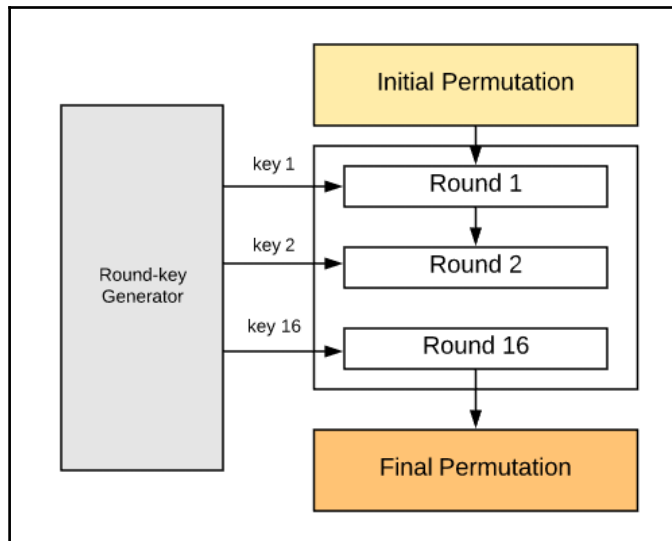 Initial Permutation
key 1
Round 1
key 2
Round 2
Round-key
Generator
key 16
Round 16
Final Permutation